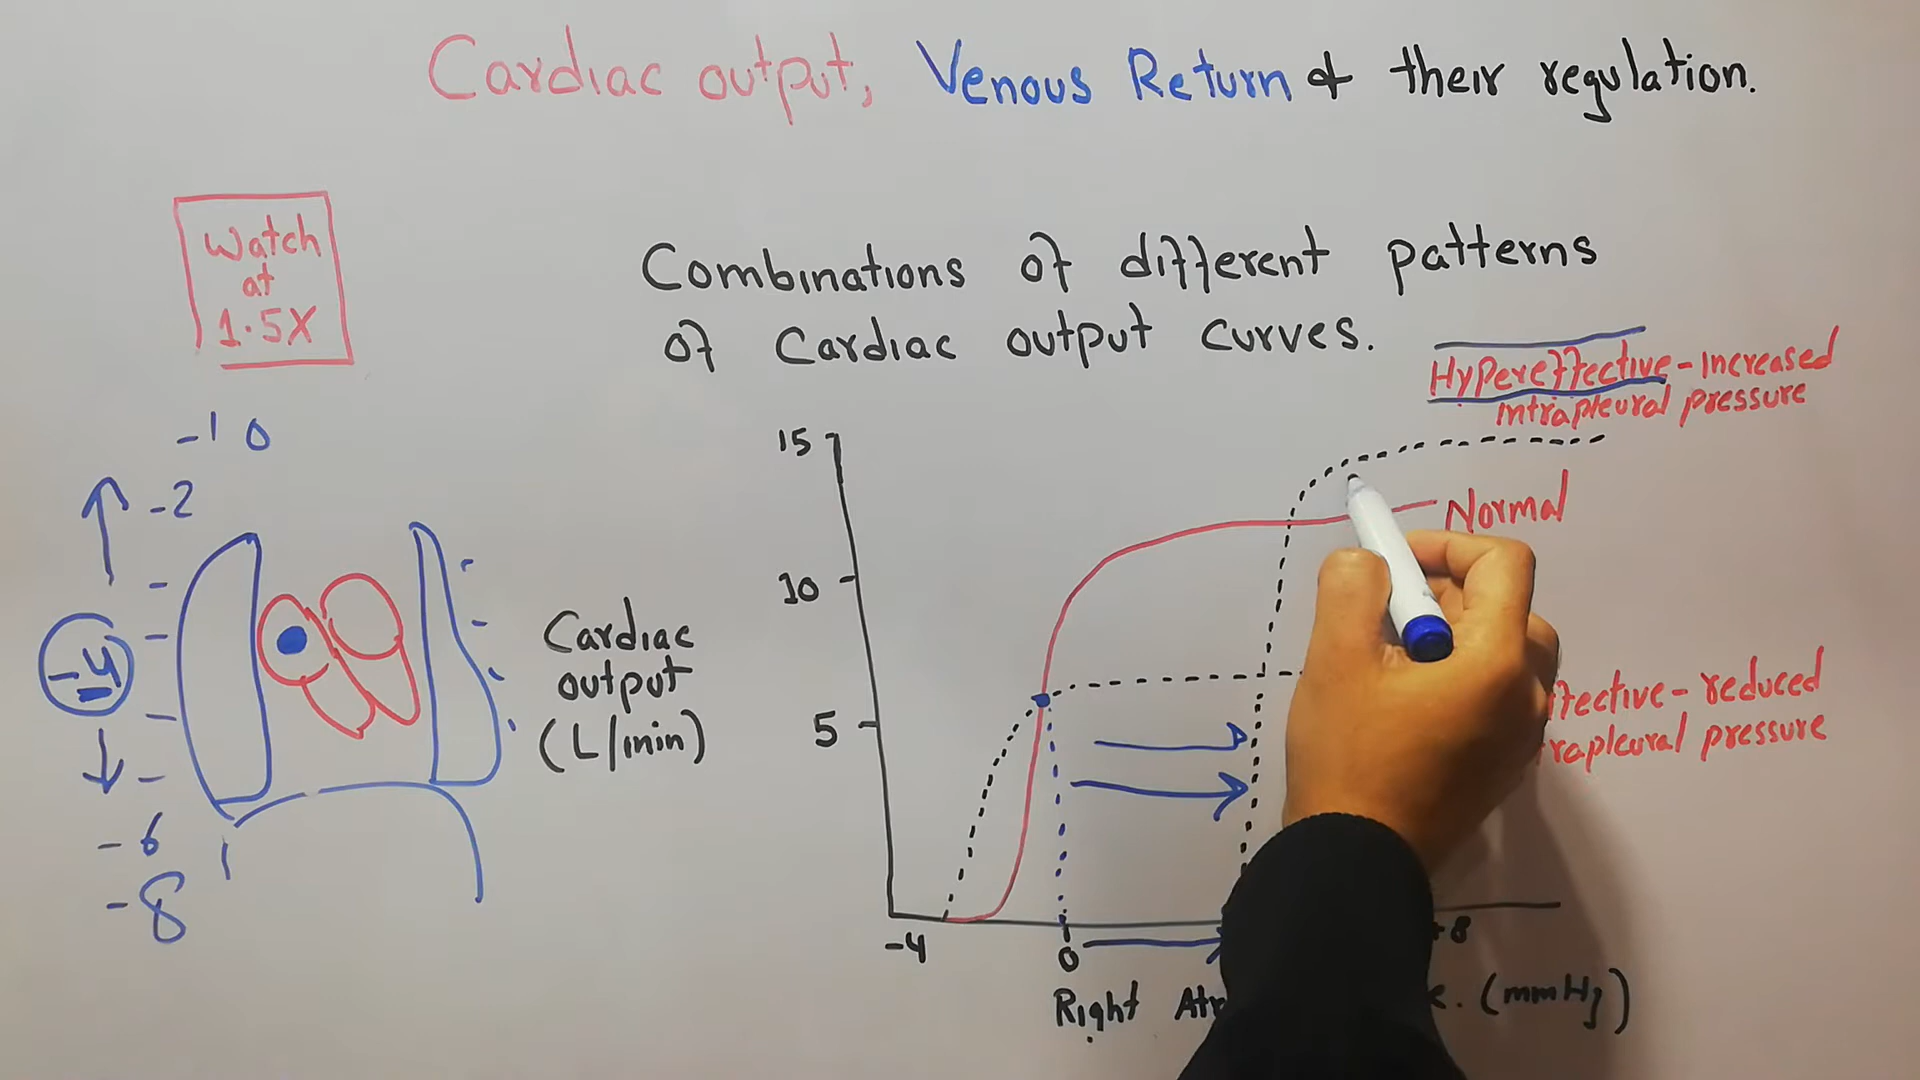 Cardiac output, Venous Return & their regulation.
Watch
at
1.5X
Combinations of different patterns
of Cardiac output curves.
Hypereffective - increased
intrapleural pressure
-1 0
-2
-4
-6
-8
Cardiac
output
(L/min)
15
10
5
Normal
- reduced
pressure
-4
0
8
Right (mmHg)